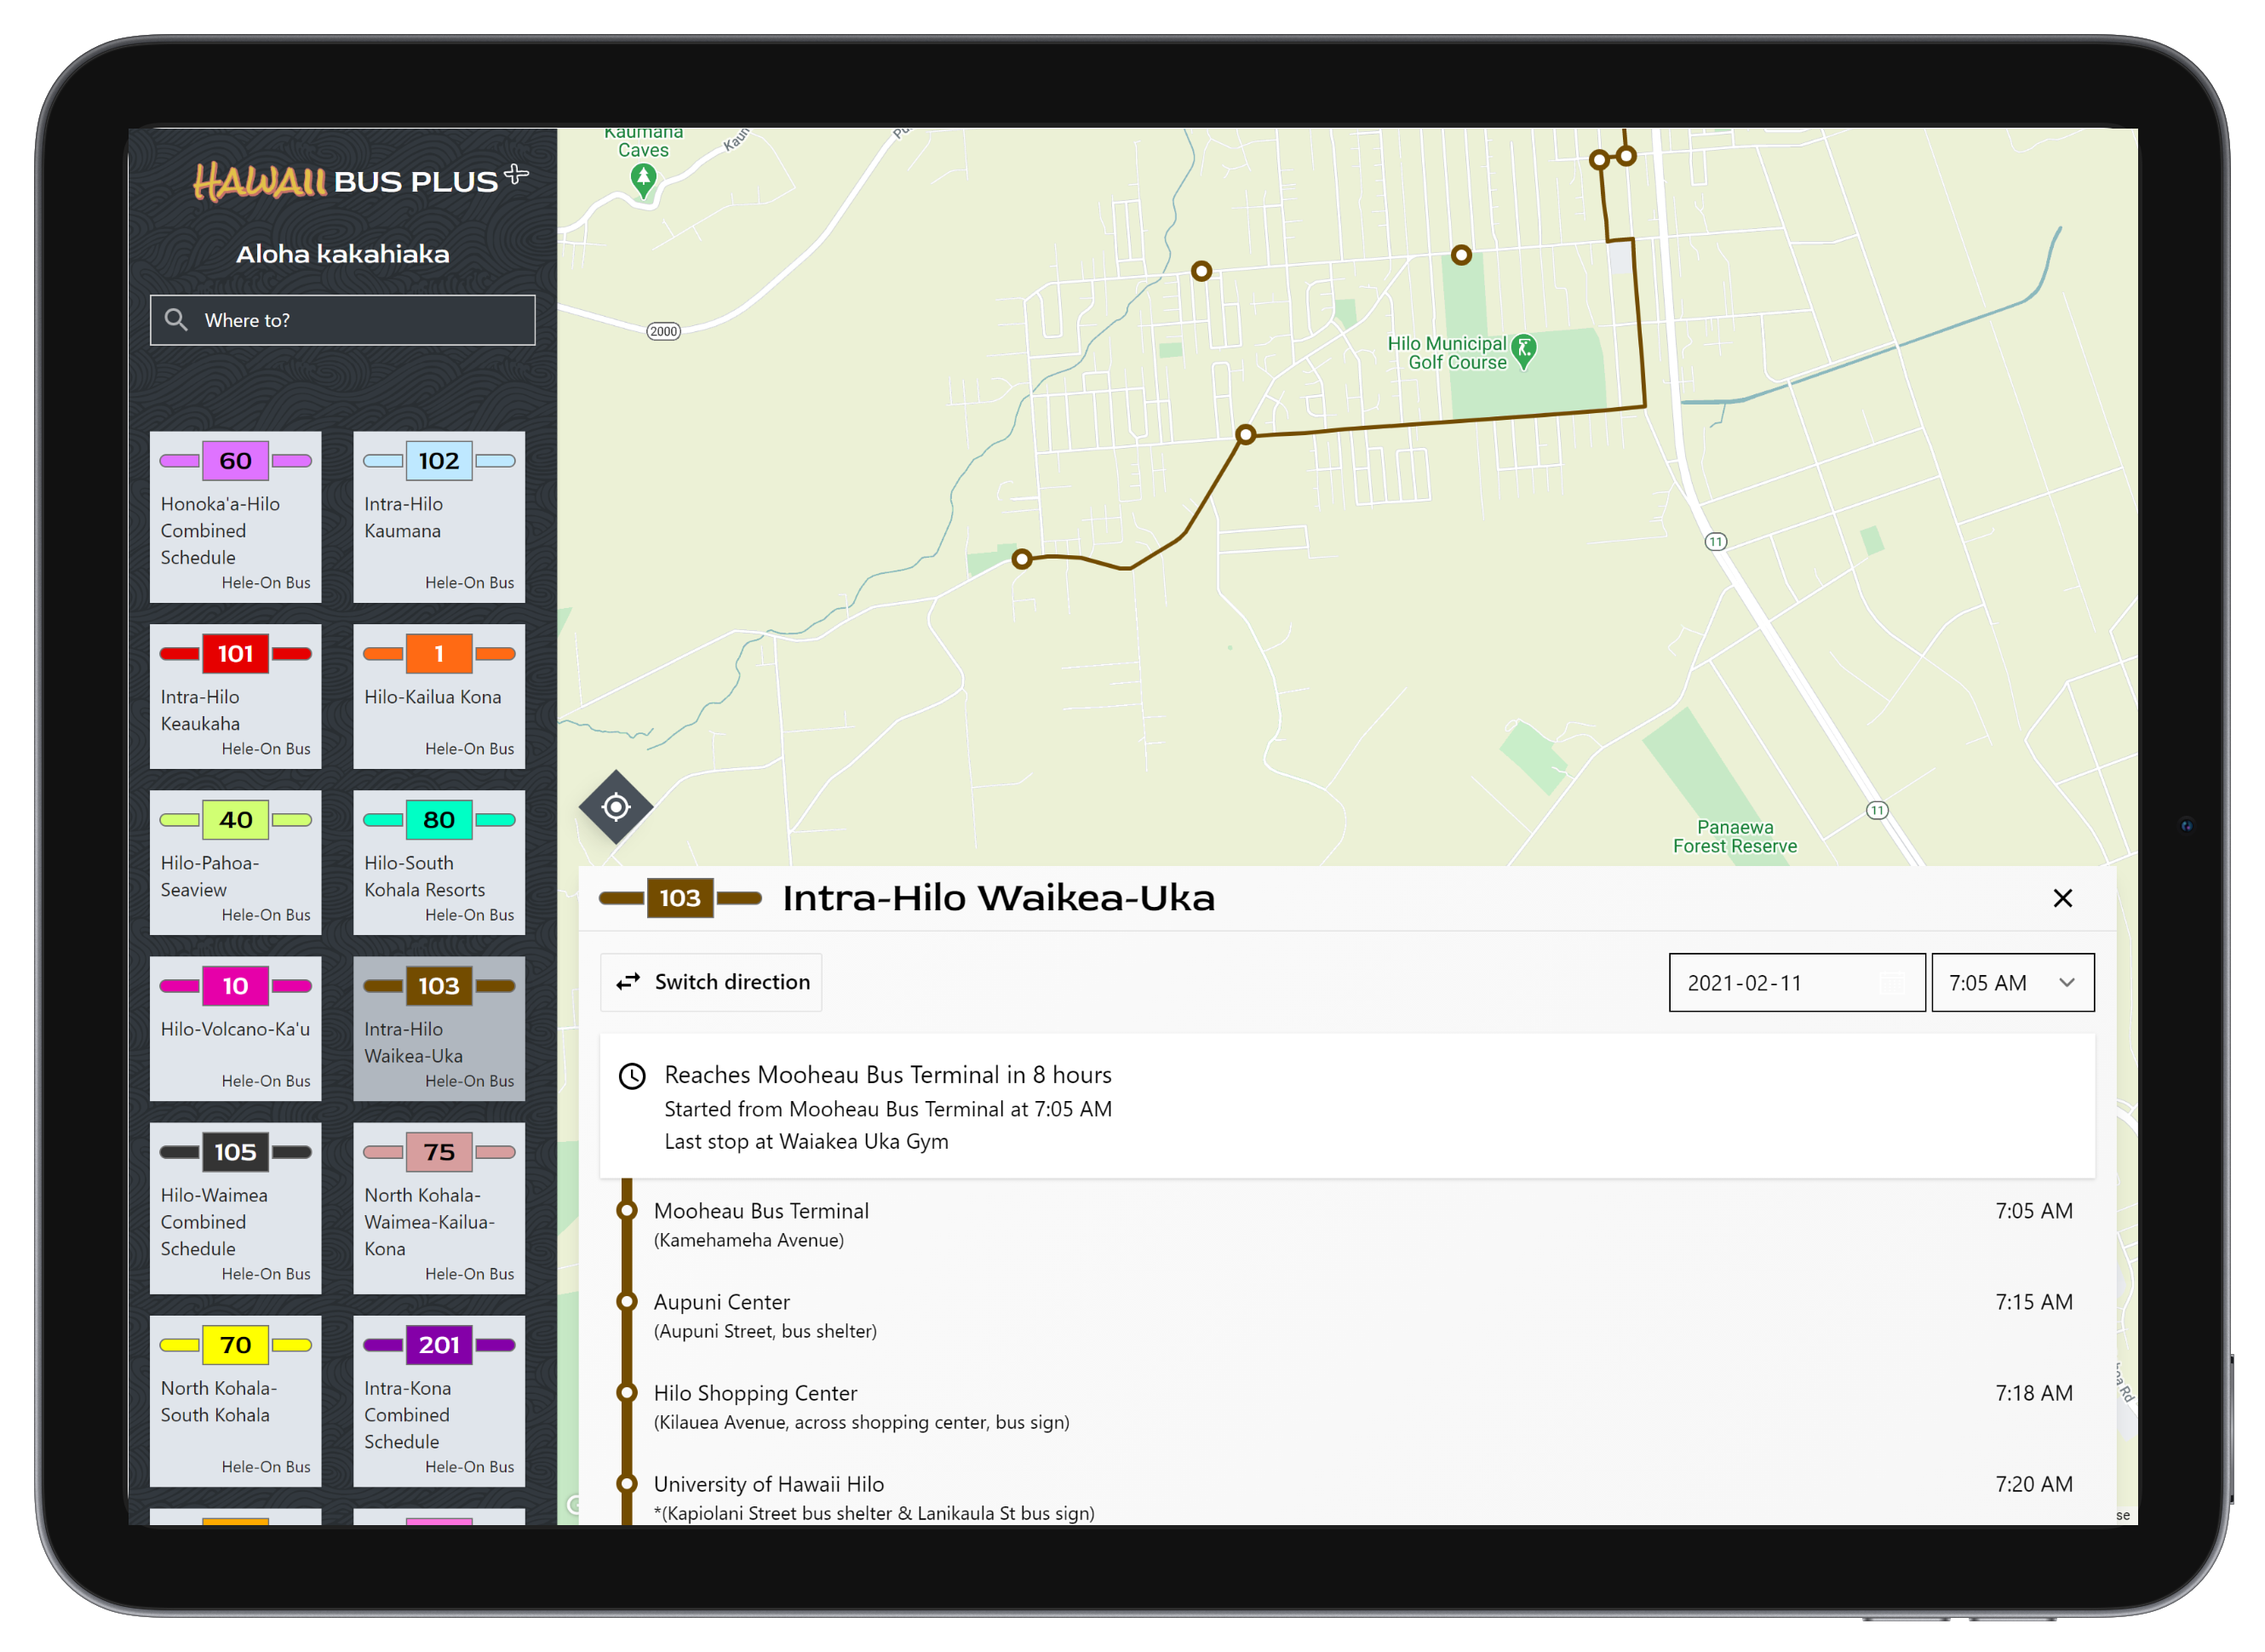 HAWAII BUS PLUS
Aloha kakahiaka
Where to?
60
Honoka'a-Hilo
Combined
Schedule
Hele-On Bus
102
Intra-Hilo
Kaumana
Hele-On Bus
101
Intra-Hilo
Keaukaha
Hele-On Bus
1
Hilo-Kailua Kona
Hele-On Bus
40
Hilo-Pahoa-
Seaview
Hele-On Bus
80
Hilo-South
Kohala Resorts
Hele-On Bus
10
Hilo-Volcano-Ka'u
Hele-On Bus
103
Intra-Hilo
Waikea-Uka
Hele-On Bus
105
Hilo-Waimea
Combined
Schedule
Hele-On Bus
75
North Kohala-
Waimea-Kailua-
Kona
Hele-On Bus
70
North Kohala-
South Kohala
Hele-On Bus
201
Intra-Kona
Combined
Schedule
Hele-On Bus
Kaumana
Caves
2000
Hilo Municipal
Golf Course
11
11
Panaewa
Forest Reserve
103
Intra-Hilo Waikea-Uka
Switch direction
2021-02-11
7:05 AM
Reaches Mooheau Bus Terminal in 8 hours
Started from Mooheau Bus Terminal at 7:05 AM
Last stop at Waiakea Uka Gym
Mooheau Bus Terminal 7:05 AM
(Kamehameha Avenue)
Aupuni Center 7:15 AM
(Aupuni Street, bus shelter)
Hilo Shopping Center 7:18 AM
(Kilauea Avenue, across shopping center, bus sign)
University of Hawaii Hilo 7:20 AM
*(Kapiolani Street bus shelter & Lanikaula St bus sign)